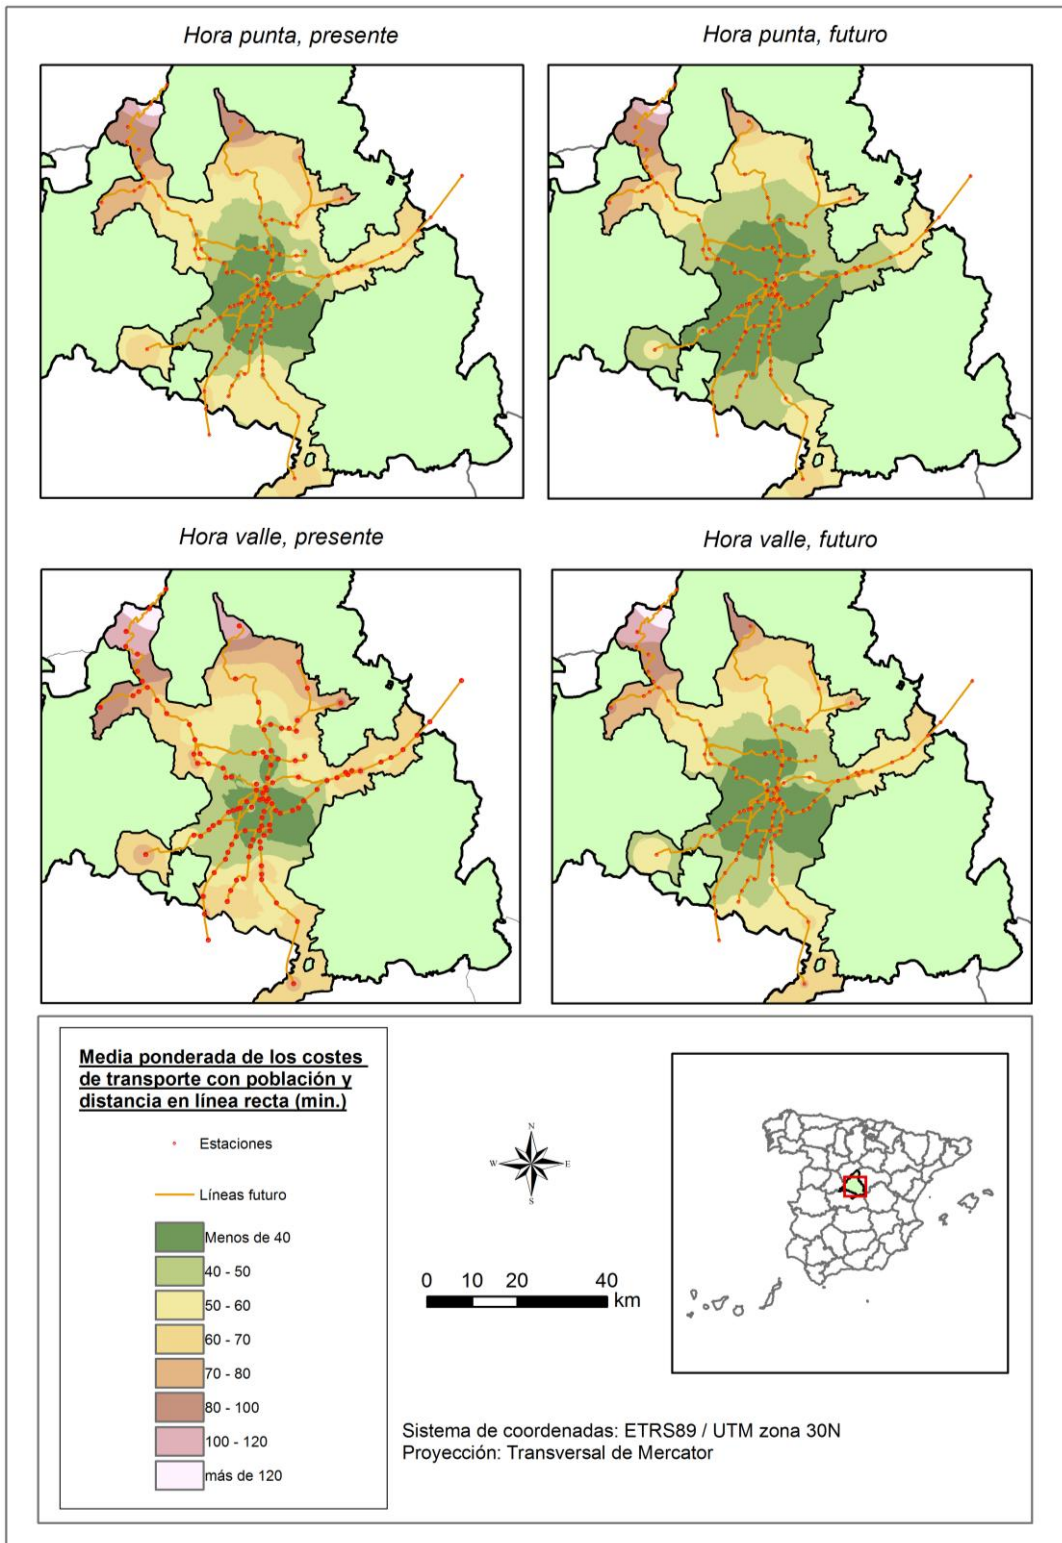 Hora punta, presente
Hora punta, futuro
Hora valle, presente
Hora valle, futuro
Media ponderada de los costes
de transporte con población y
distancia en línea recta (min.)
Estaciones
Líneas futuro
Menos de 40
40 - 50
50 - 60
60 - 70
70 - 80
80 - 100
100 - 120
más de 120
N
W E
S
0 10 20 40
km
Sistema de coordenadas: ETRS89 / UTM zona 30N
Proyección: Transversal de Mercator